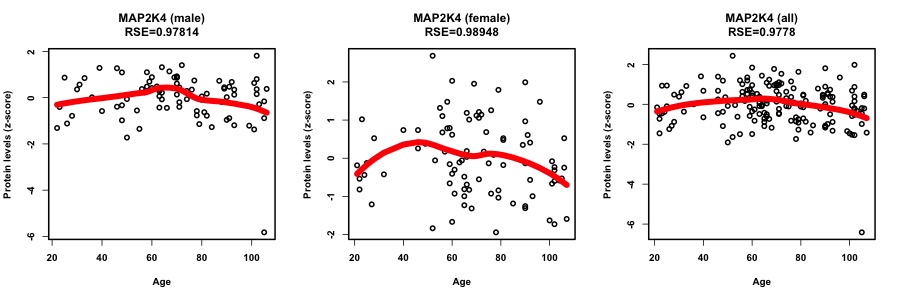 MAP2K4 (male)
RSE=0.97814
Protein levels (z-score)
2
0
-2
-4
-6
20
40
60
80
100
Age
MAP2K4 (female)
RSE=0.98948
Protein levels (z-score)
2
1
0
-1
-2
20
40
60
80
100
Age
MAP2K4 (all)
RSE=0.9778
Protein levels (z-score)
2
0
-2
-4
-6
20
40
60
80
100
Age